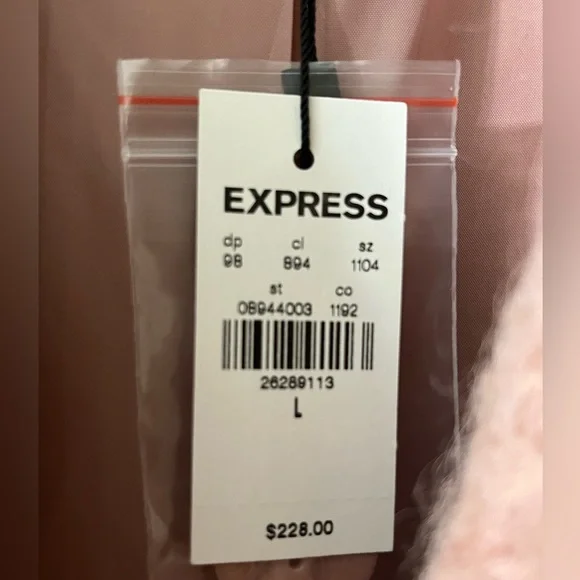 EXPRESS
dp cl sz
98 894 1104
st co
08944003 1192
26289113
L
$228.00